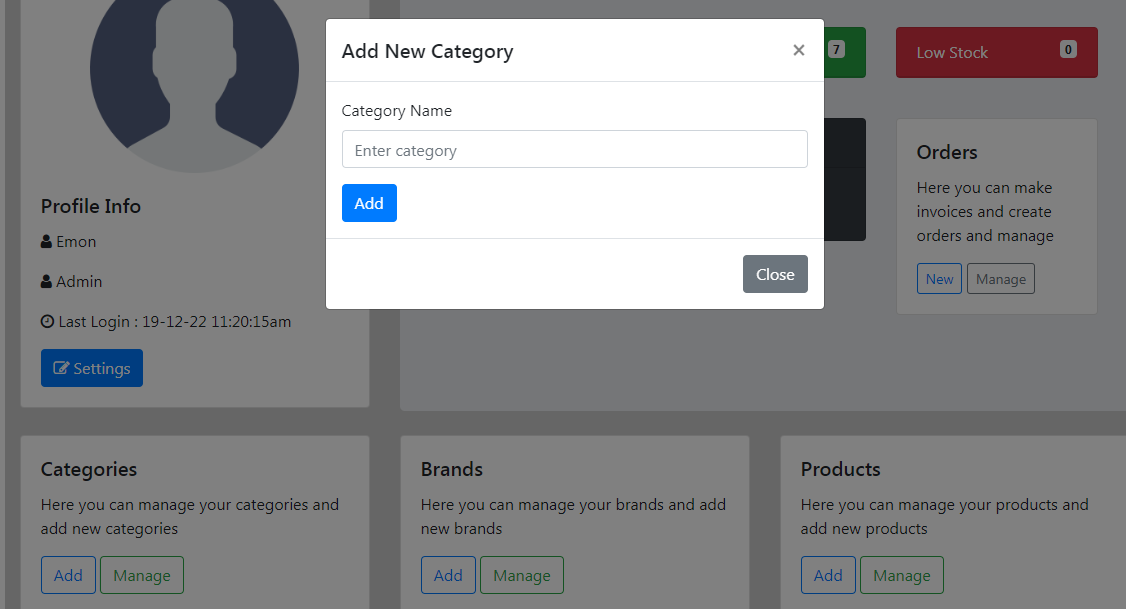 Add New Category
×
Category Name
Enter category
Add
Close
7
Low Stock 0
Orders
Here you can make
invoices and create
orders and manage
New Manage
Profile Info
Emon
Admin
Last Login : 19-12-22 11:20:15am
Settings
Categories
Here you can manage your categories and
add new categories
Add Manage
Brands
Here you can manage your brands and add
new brands
Add Manage
Products
Here you can manage your products and
add new products
Add Manage